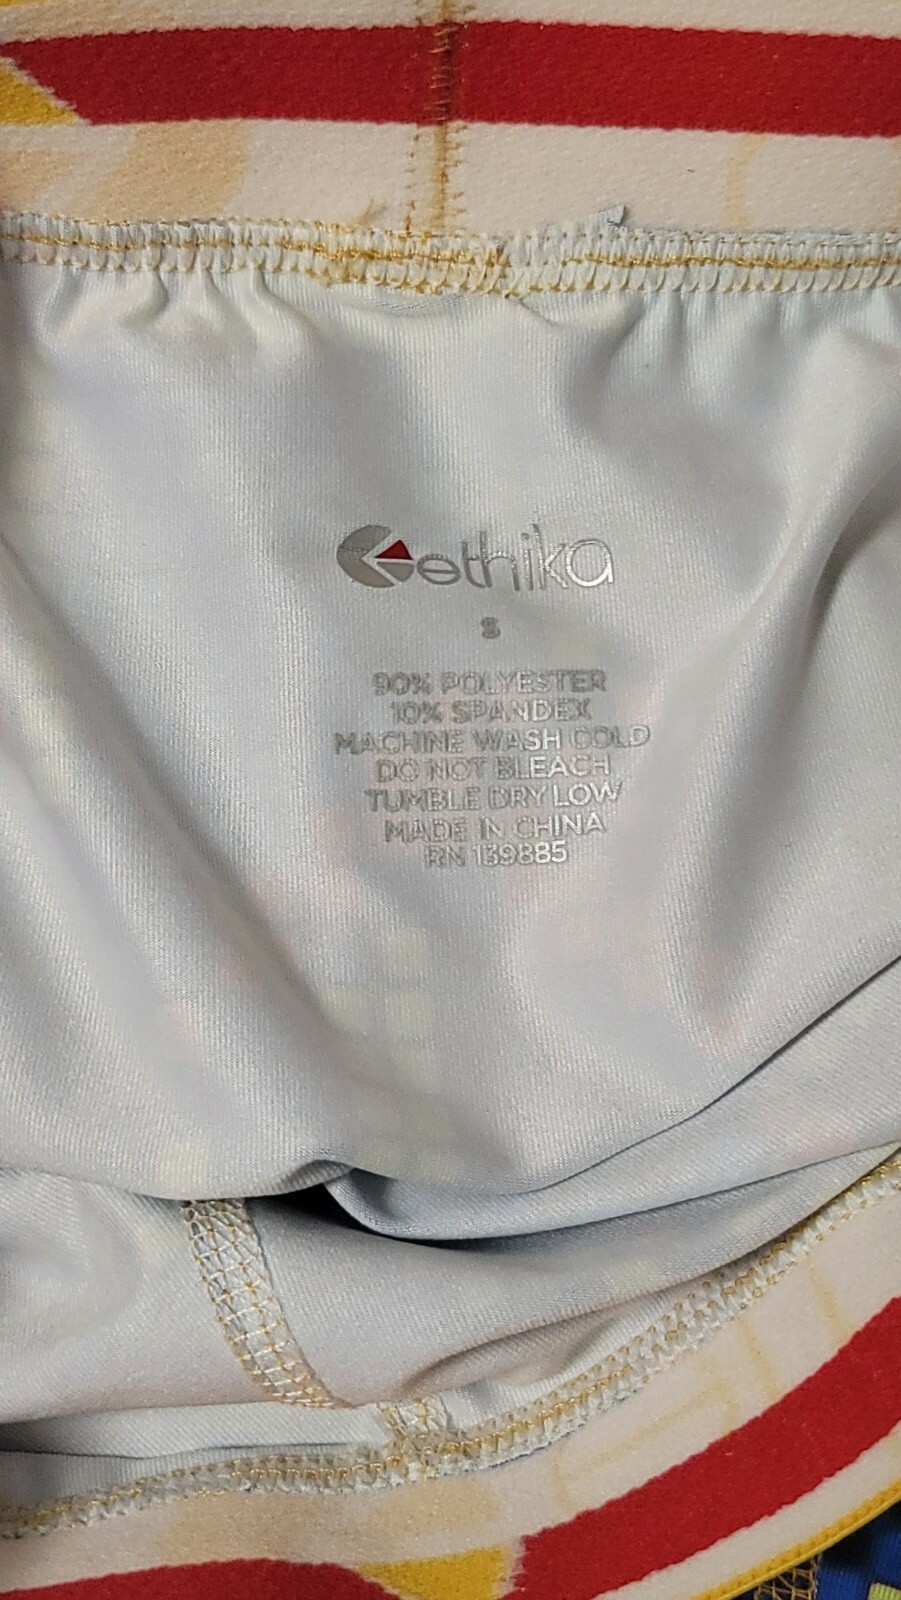 ethika
S
90% POLYESTER
10% SPANDEX
MACHINE WASH COLD
DO NOT BLEACH
TUMBLE DRY LOW
MADE IN CHINA
RN 139885